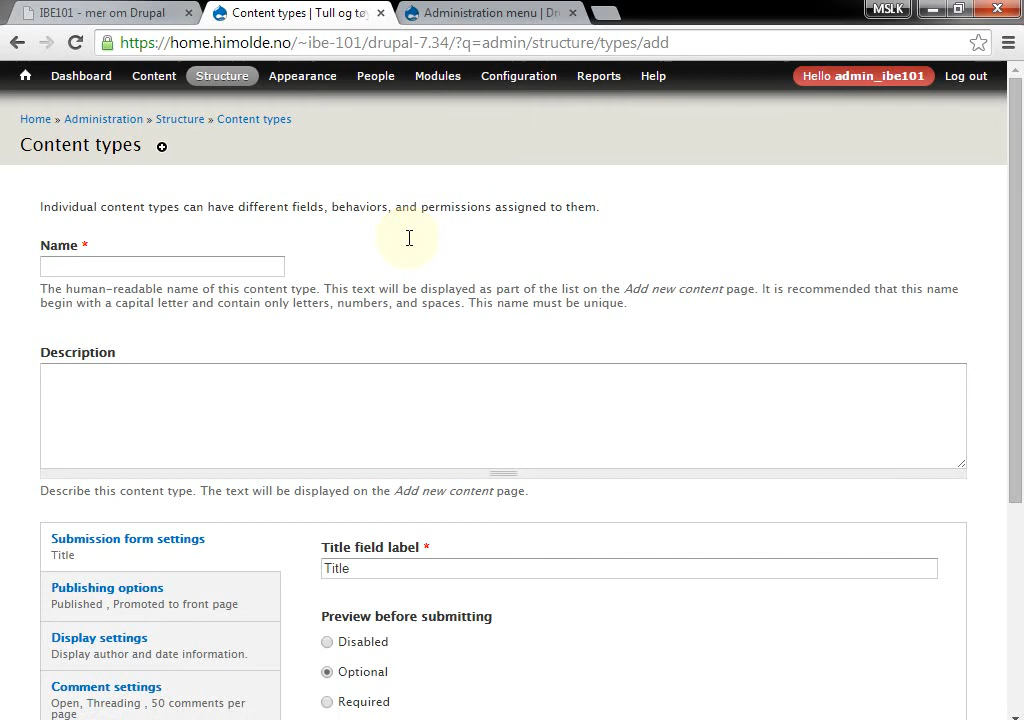 IBE101 - mer om Drupal
Content types | Tull og tøy
Administration menu | Dru
MSLK
https://home.himolde.no/~ibe-101/drupal-7.34/?q=admin/structure/types/add
Dashboard Content Structure Appearance People Modules Configuration Reports Help
Hello admin_ibe101 Log out
Home » Administration » Structure » Content types
Content types
Individual content types can have different fields, behaviors, and permissions assigned to them.
Name *
The human-readable name of this content type. This text will be displayed as part of the list on the Add new content page. It is recommended that this name
begin with a capital letter and contain only letters, numbers, and spaces. This name must be unique.
Description
Describe this content type. The text will be displayed on the Add new content page.
Submission form settings
Title
Publishing options
Published , Promoted to front page
Display settings
Display author and date information.
Comment settings
Open, Threading , 50 comments per
page
Title field label *
Title
Preview before submitting
Disabled
Optional
Required